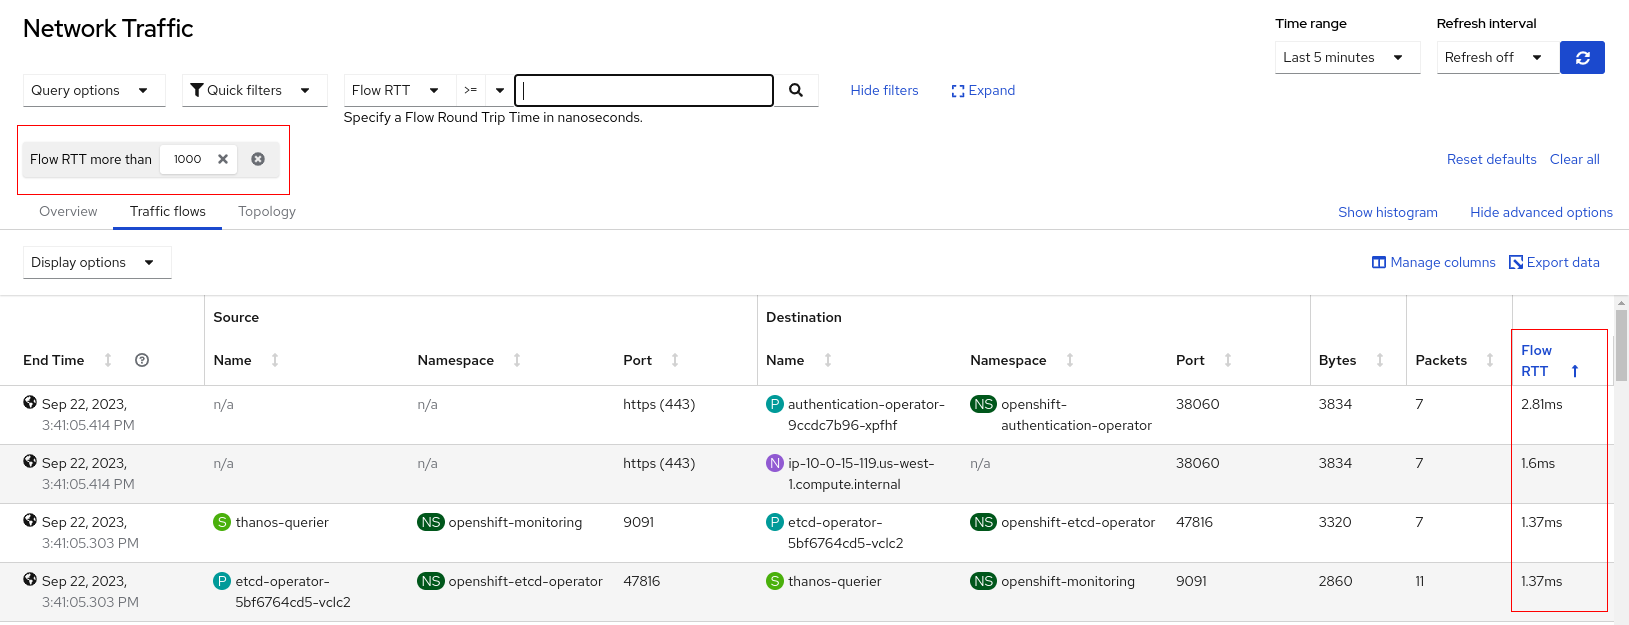 Network Traffic
Time range
Refresh interval
Last 5 minutes
Refresh off
Query options
Quick filters
Flow RTT
>=
Hide filters
Expand
Specify a Flow Round Trip Time in nanoseconds.
Flow RTT more than 1000
Reset defaults
Clear all
Overview
Traffic flows
Topology
Show histogram
Hide advanced options
Display options
Manage columns
Export data
Source
Destination
End Time
Name
Namespace
Port
Name
Namespace
Port
Bytes
Packets
Flow
RTT
Sep 22, 2023,
3:41:05.414 PM
n/a
n/a
https (443)
P authentication-operator-
9ccdc7b96-xpfhf
NS openshift-
authentication-operator
38060
3834
7
2.81ms
Sep 22, 2023,
3:41:05.414 PM
n/a
n/a
https (443)
N ip-10-0-15-119.us-west-
1.compute.internal
n/a
38060
3834
7
1.6ms
Sep 22, 2023,
3:41:05.303 PM
S thanos-querier
NS openshift-monitoring
9091
P etcd-operator-
5bf6764cd5-vclc2
NS openshift-etcd-operator
47816
3320
7
1.37ms
Sep 22, 2023,
3:41:05.303 PM
P etcd-operator-
5bf6764cd5-vclc2
NS openshift-etcd-operator
47816
S thanos-querier
NS openshift-monitoring
9091
2860
11
1.37ms